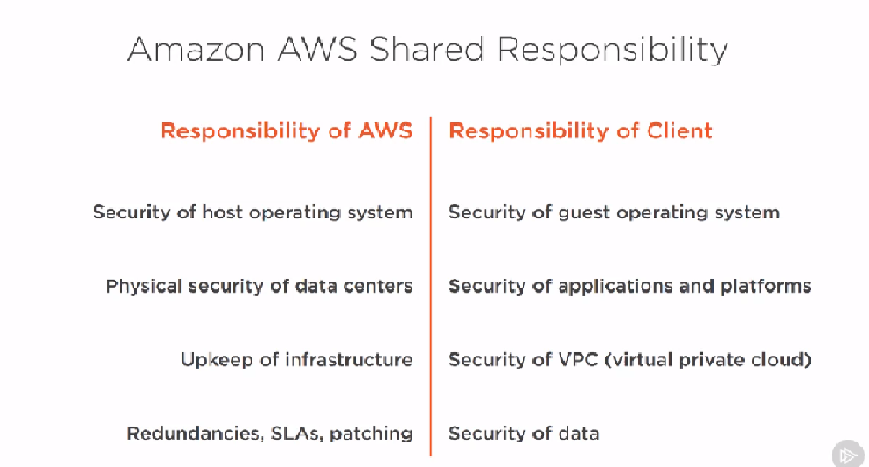 Amazon AWS Shared Responsibility
Responsibility of AWS
Responsibility of Client
Security of host operating system
Security of guest operating system
Physical security of data centers
Security of applications and platforms
Upkeep of infrastructure
Security of VPC (virtual private cloud)
Redundancies, SLAs, patching
Security of data